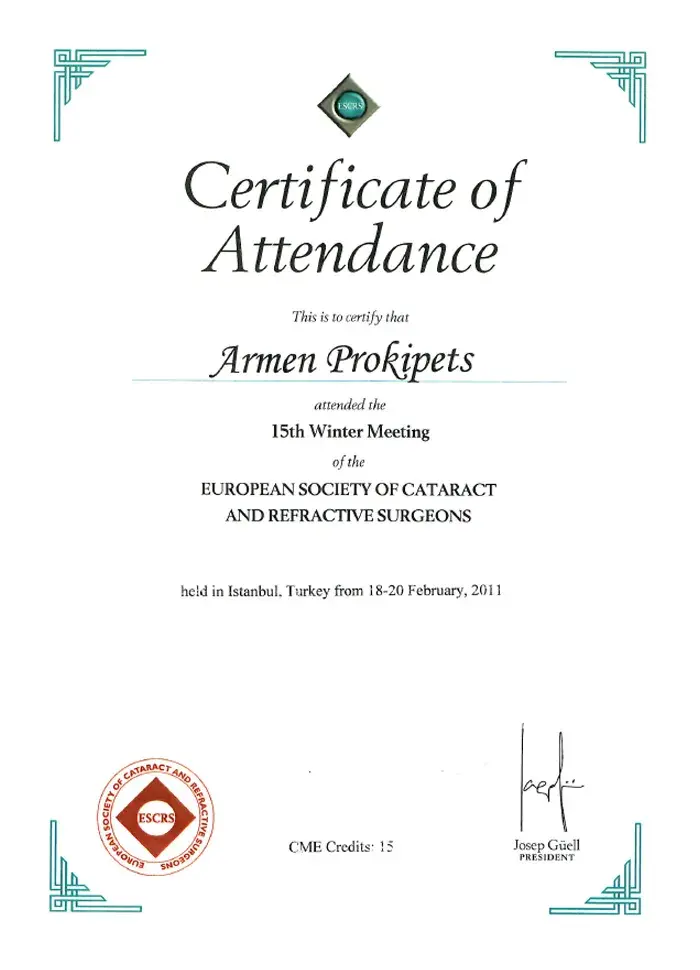 ESCRS
Certificate of
Attendance
This is to certify that
Armen Prokipets
attended the
15th Winter Meeting
of the
EUROPEAN SOCIETY OF CATARACT
AND REFRACTIVE SURGEONS
held in Istanbul, Turkey from 18-20 February, 2011
EUROPEAN SOCIETY OF CATARACT AND REFRACTIVE SURGEONS
ESCRS
CME Credits: 15
Josep Güell
PRESIDENT